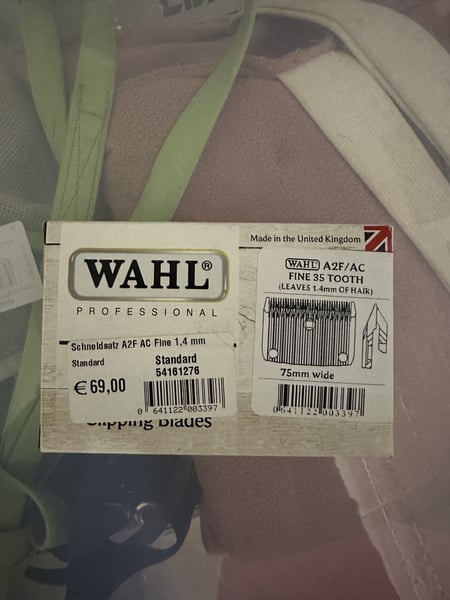 Made in the United Kingdom
WAHL®
PROFESSIONAL
Schneidsatz A2F AC Fine 1,4 mm
Standard
Standard
54161276
€ 69,00
0 641122 003397
Clipping Blades
WAHL A2F/AC
FINE 35 TOOTH
(LEAVES 1.4mm OF HAIR)
75mm wide
0 641122 003397